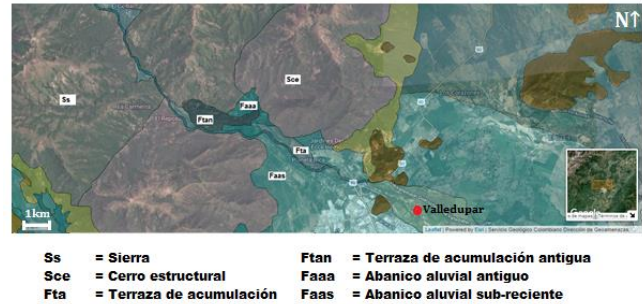 N↑
Sce
Ss
Faaa
Ftan
Fta
Faas
Valledupar
1km
Ss = Sierra
Sce = Cerro estructural
Fta = Terraza de acumulación
Ftan = Terraza de acumulación antigua
Faaa = Abanico aluvial antiguo
Faas = Abanico aluvial sub-reciente